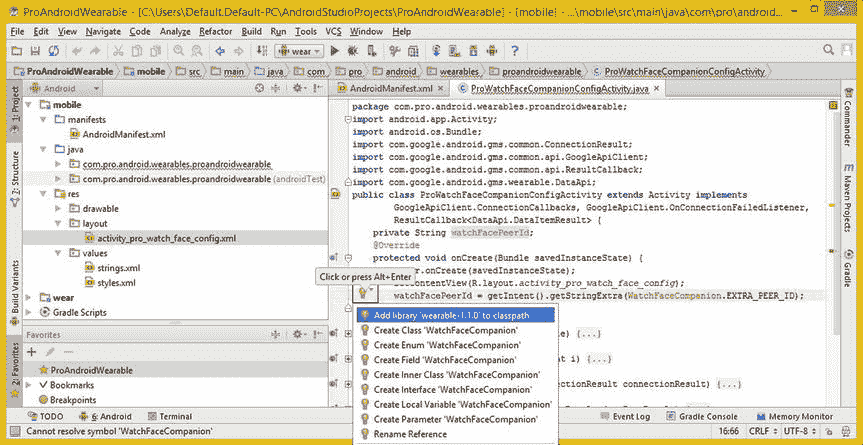 ProAndroidWearable - [C:\Users\Default.Default-PC\AndroidStudioProjects\ProAndroidWearable] - [mobile] - ...\mobile\src\main\java\com\pro\android\
File Edit View Navigate Code Analyze Refactor Build Run Tools VCS Window Help
wear
ProAndroidWearable mobile src main java com pro android wearables proandroidwearable ProWatchFaceCompanionConfigActivity
Android
AndroidManifest.xml ProWatchFaceCompanionConfigActivity.java
1: Project
Z: Structure
Build Variants
2: Favorites
mobile
manifests
AndroidManifest.xml
java
com.pro.android.wearables.proandroidwearable
com.pro.android.wearables.proandroidwearable (androidTest)
res
drawable
layout
activity_pro_watch_face_config.xml
values
strings.xml
styles.xml
wear
Gradle Scripts
Favorites
ProAndroidWearable
Bookmarks
Breakpoints
package com.pro.android.wearables.proandroidwearable;
import android.app.Activity;
import android.os.Bundle;
import com.google.android.gms.common.ConnectionResult;
import com.google.android.gms.common.api.GoogleApiClient;
import com.google.android.gms.common.api.ResultCallback;
import com.google.android.gms.wearable.DataApi;
public class ProWatchFaceCompanionConfigActivity extends Activity implements
GoogleApiClient.ConnectionCallbacks, GoogleApiClient.OnConnectionFailedListener,
ResultCallback<DataApi.DataItemResult> {
private String watchFacePeerId;
@Override
protected void onCreate(Bundle savedInstanceState) {
r.onCreate(savedInstanceState);
tContentView(R.layout.activity_pro_watch_face_config);
watchFacePeerId = getIntent().getStringExtra(WatchFaceCompanion.EXTRA_PEER_ID);
Click or press Alt+Enter
Add library 'wearable-1.1.0' to classpath
Create Class 'WatchFaceCompanion'
Create Enum 'WatchFaceCompanion'
Create Field 'WatchFaceCompanion'
Create Inner Class 'WatchFaceCompanion'
Create Interface 'WatchFaceCompanion'
Create Local Variable 'WatchFaceCompanion'
Create Parameter 'WatchFaceCompanion'
Rename Reference
e) {...}
t i) {...}
ectionResult connectionResult) {...}
Commander
Maven Projects
Gradle
TODO 6: Android Terminal Event Log Gradle Console Memory Monitor
Cannot resolve symbol 'WatchFaceCompanion' 16:66 CRLF UTF-8